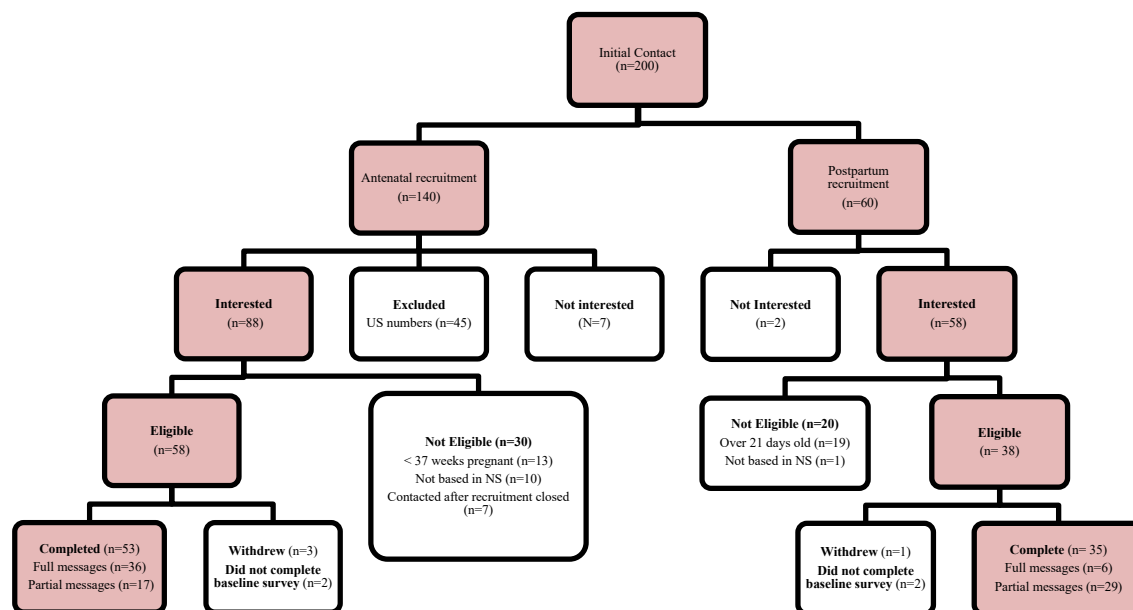 Initial Contact
(n=200)
Antenatal recruitment
(n=140)
Postpartum
recruitment
(n=60)
Interested
(n=88)
Excluded
US numbers (n=45)
Not interested
(N=7)
Not Interested
(n=2)
Interested
(n=58)
Eligible
(n=58)
Not Eligible (n=30)
< 37 weeks pregnant (n=13)
Not based in NS (n=10)
Contacted after recruitment closed
(n=7)
Not Eligible (n=20)
Over 21 days old (n=19)
Not based in NS (n=1)
Eligible
(n= 38)
Completed (n=53)
Full messages (n=36)
Partial messages (n=17)
Withdrew (n=3)
Did not complete
baseline survey (n=2)
Withdrew (n=1)
Did not complete
baseline survey (n=2)
Complete (n= 35)
Full messages (n=6)
Partial messages (n=29)